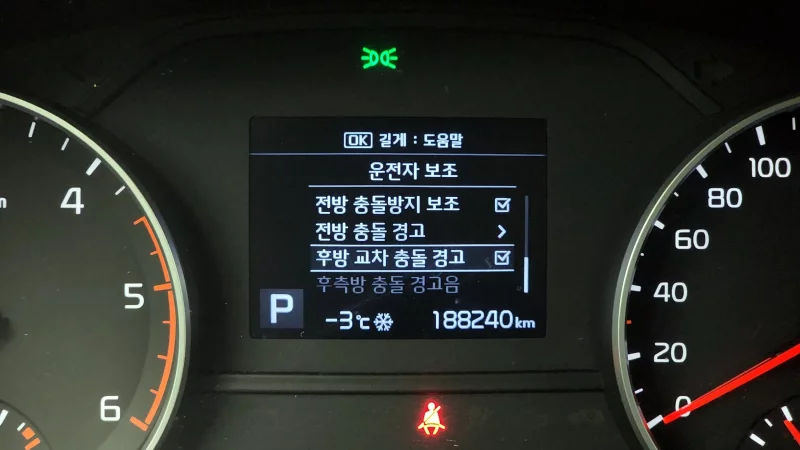 OK 길게 : 도움말
운전자 보조
전방 충돌방지 보조
전방 충돌 경고
후방 교차 충돌 경고
후측방 충돌 경고음
P
-3℃ 188240 km
4
5
6
100
80
60
40
20
0